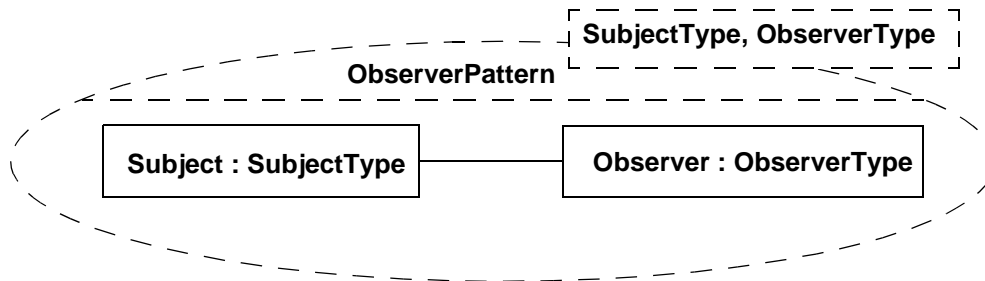 SubjectType, ObserverType
ObserverPattern
Subject : SubjectType
Observer : ObserverType